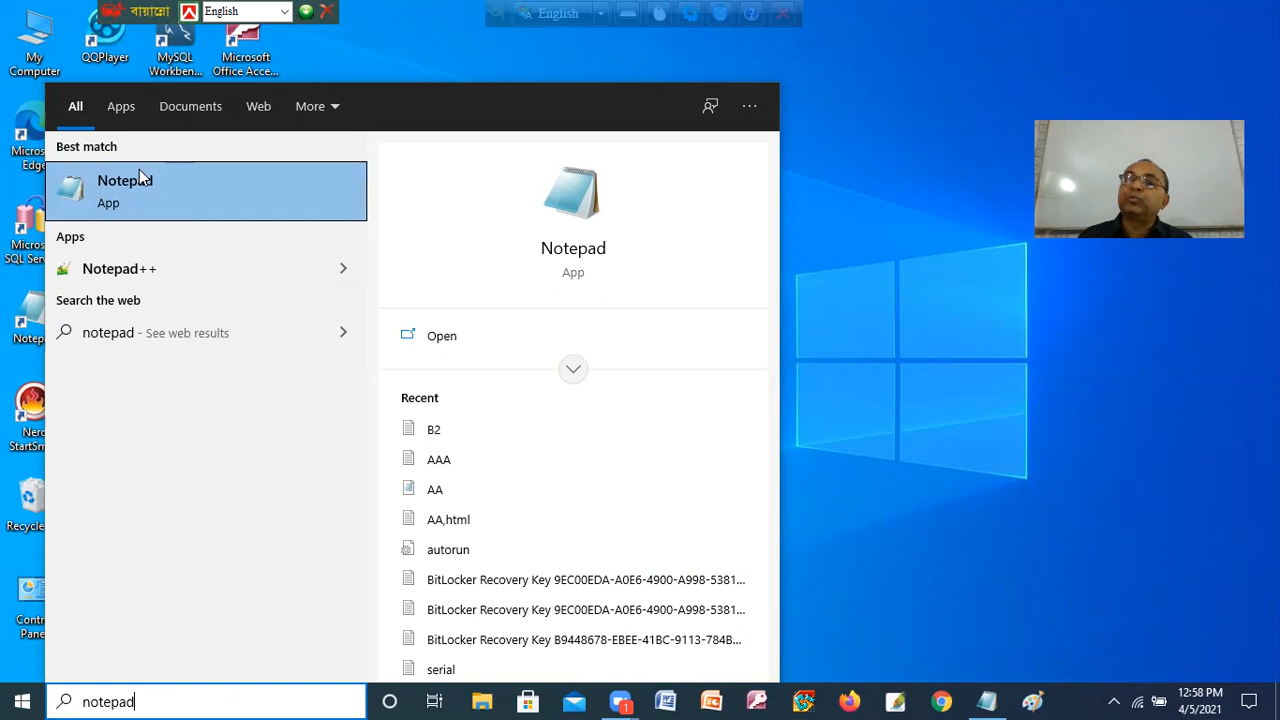 বায়ান্নো
English
English
My
Computer
QQPlayer
MySQL
Workben...
Microsoft
Office Acce...
All
Apps
Documents
Web
More
Best match
Notepad
App
Apps
Notepad++
Search the web
notepad - See web results
Notepad
App
Open
Recent
B2
AAA
AA
AA,html
autorun
BitLocker Recovery Key 9EC00EDA-A0E6-4900-A998-5381...
BitLocker Recovery Key 9EC00EDA-A0E6-4900-A998-5381...
BitLocker Recovery Key B9448678-EBEE-41BC-9113-784B...
serial
Micros
Ed
Micros
SQL Serv
Notep
Nero
StartSm
Recycle
Contr
Pane
notepad
1
12:58 PM
4/5/2021